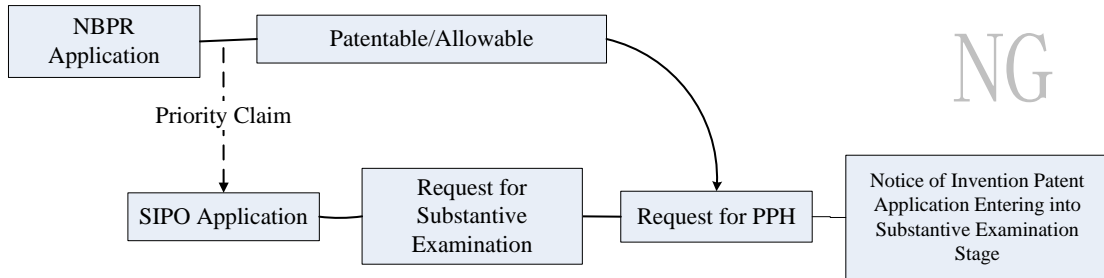 NBPR
Application
Patentable/Allowable
NG
Priority Claim
SIPO Application
Request for
Substantive
Examination
Request for PPH
Notice of Invention Patent
Application Entering into
Substantive Examination
Stage